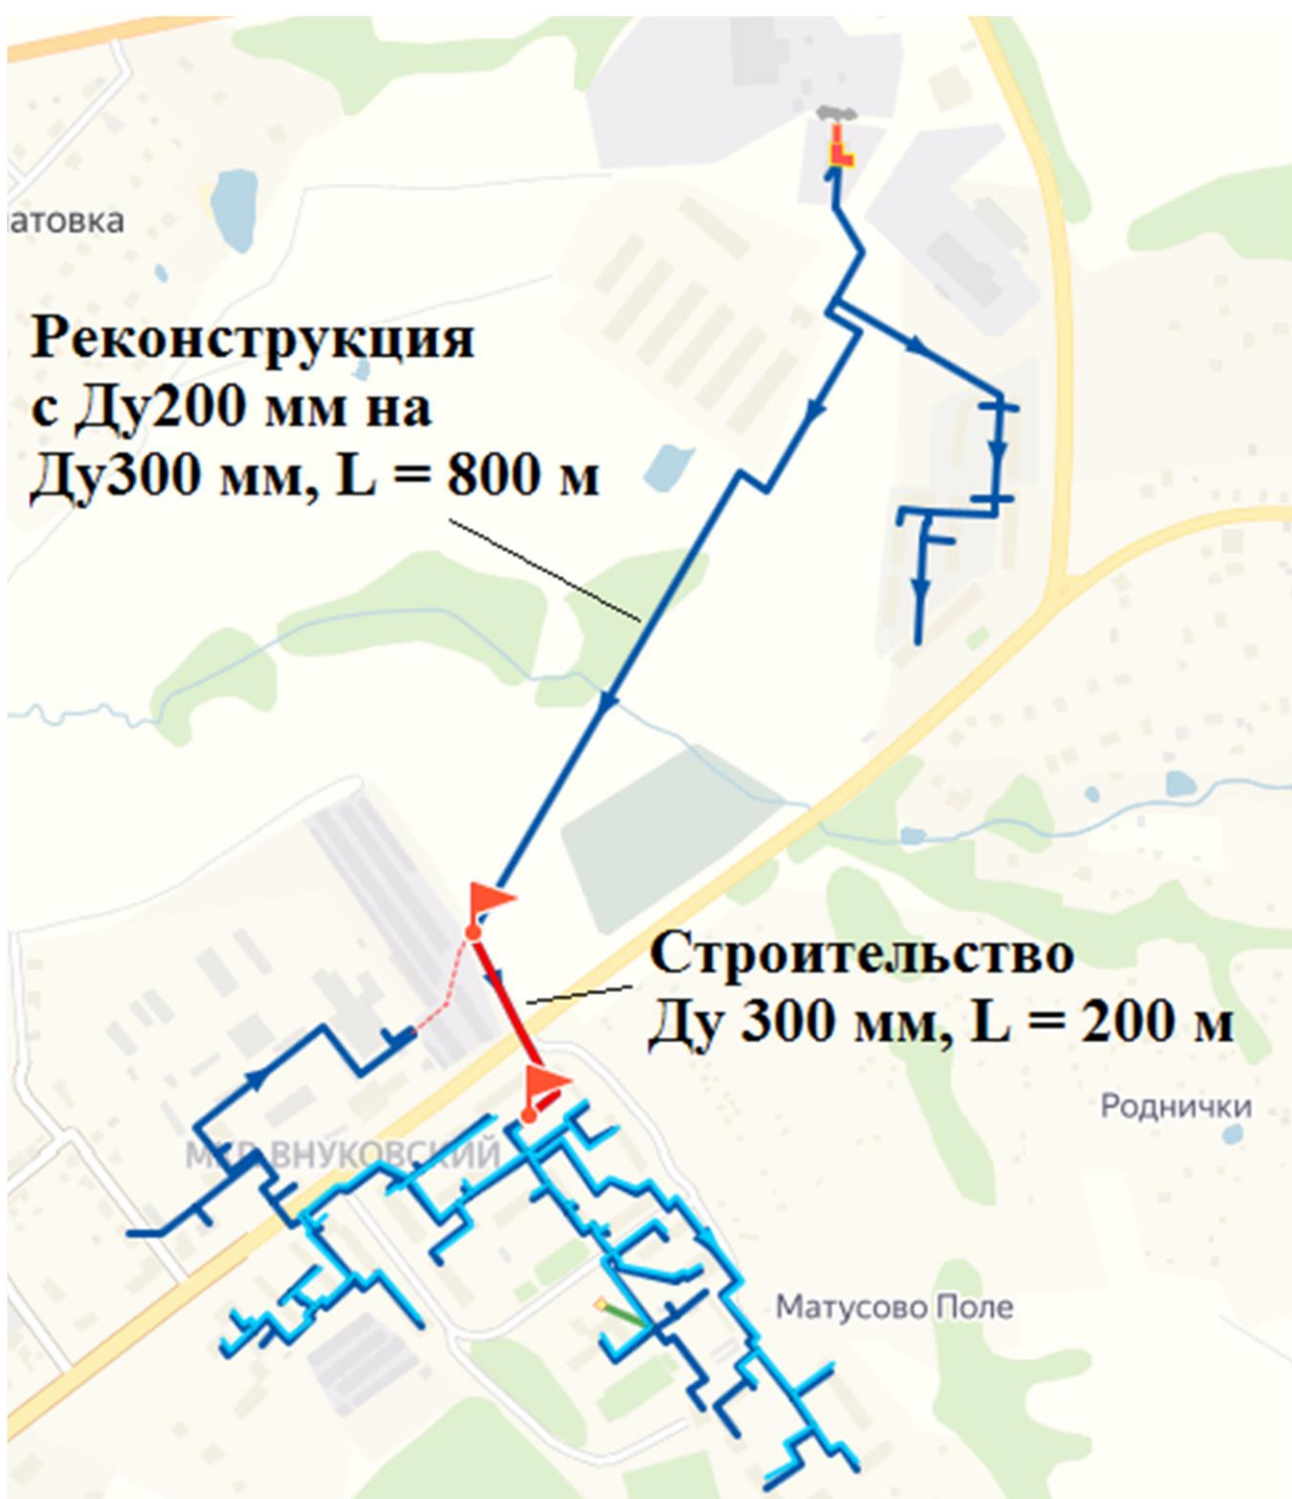 атовка
Реконструкция
с Ду200 мм на
Ду300 мм, L = 800 м
Строительство
Ду 300 мм, L = 200 м
Роднички
МКР. ВНУКОВСКИЙ
Матусово Поле